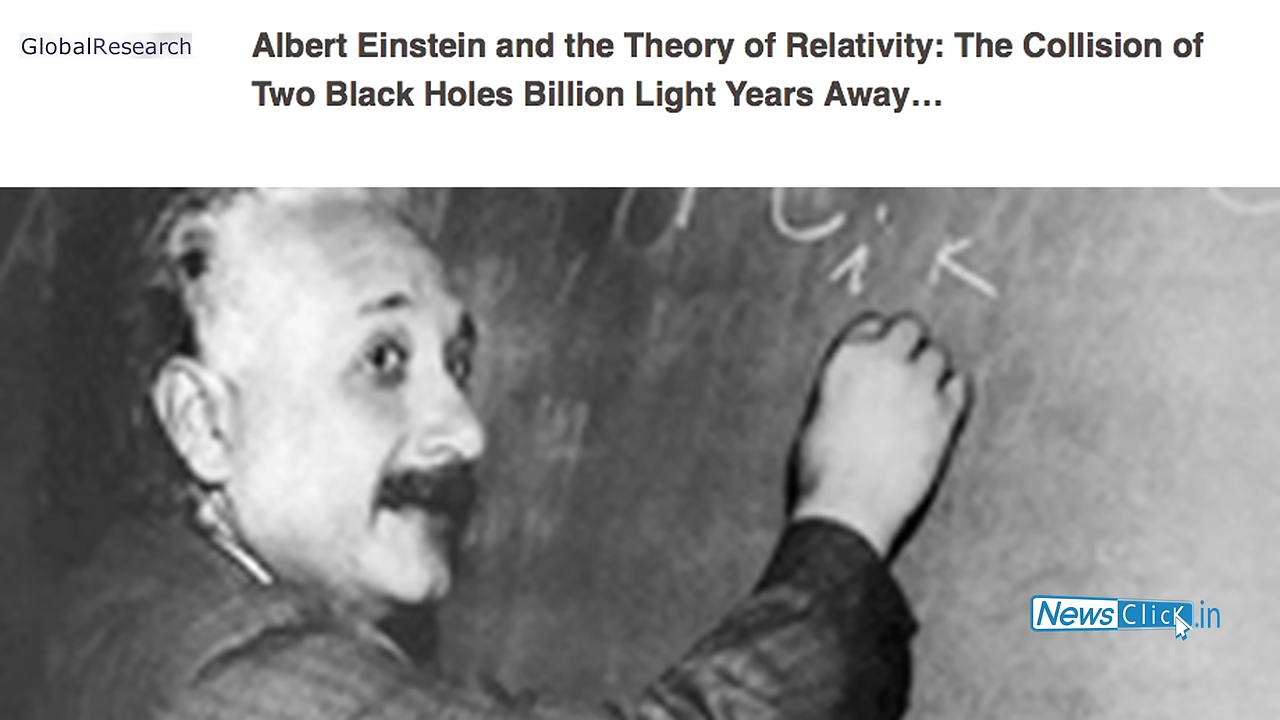 GlobalResearch
Albert Einstein and the Theory of Relativity: The Collision of
Two Black Holes Billion Light Years Away...
i K
NewsClick.in